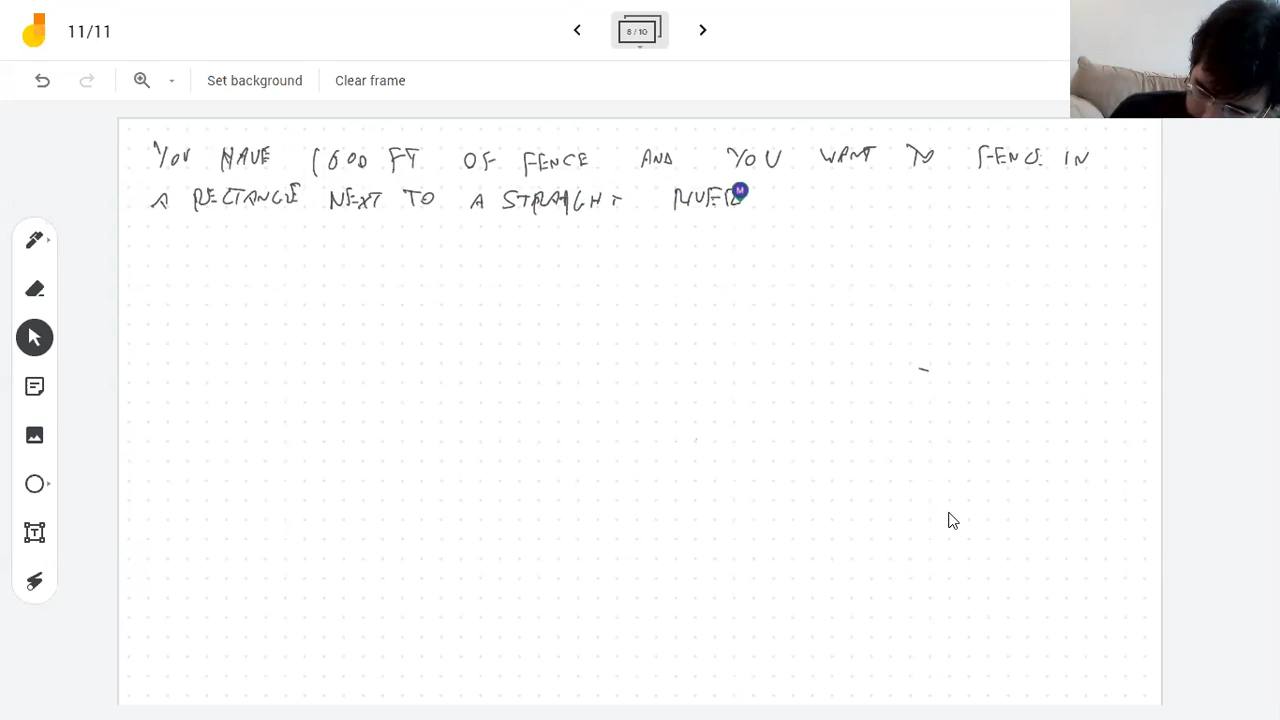 11/11
8 / 10
Set background
Clear frame
YOU HAVE 1600 FT OF FENCE AND YOU WANT TO FENCE IN
A RECTANGLE NEXT TO A STRAIGHT RIVER
M
T